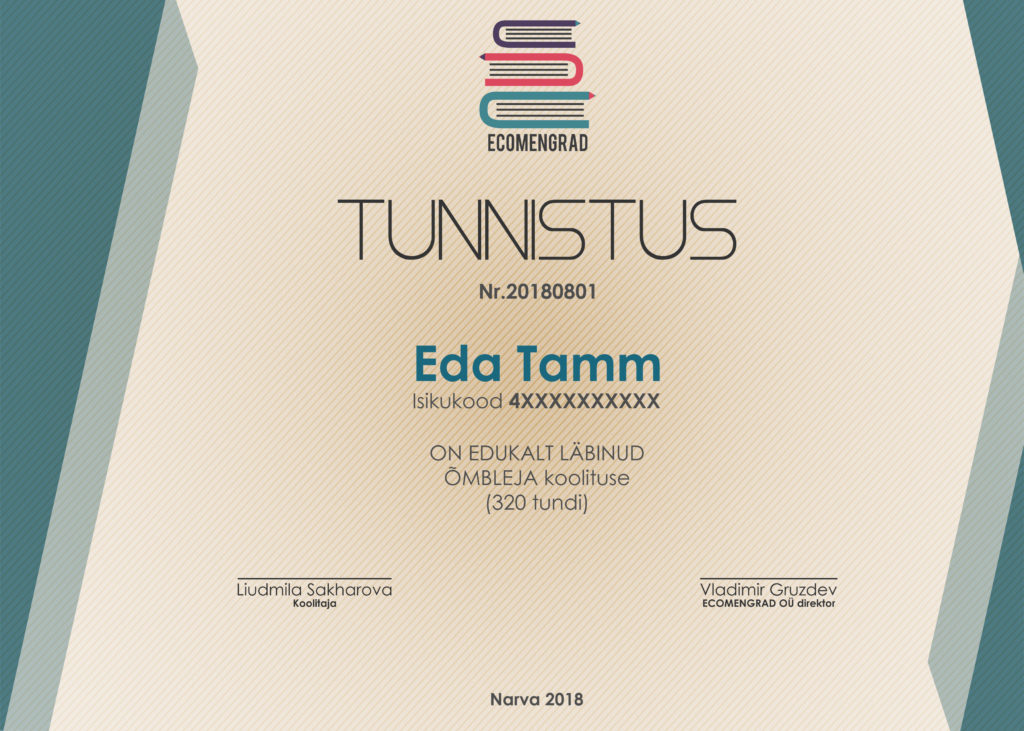 ECOMENGRAD
TUNNISTUS
Nr.20180801
Eda Tamm
Isikukood 4XXXXXXXXXX
ON EDUKALT LÄBINUD
ÕMBLEJA koolituse
(320 tundi)
Liudmila Sakharova
Koolitaja
Vladimir Gruzdev
ECOMENGRAD OÜ direktor
Narva 2018